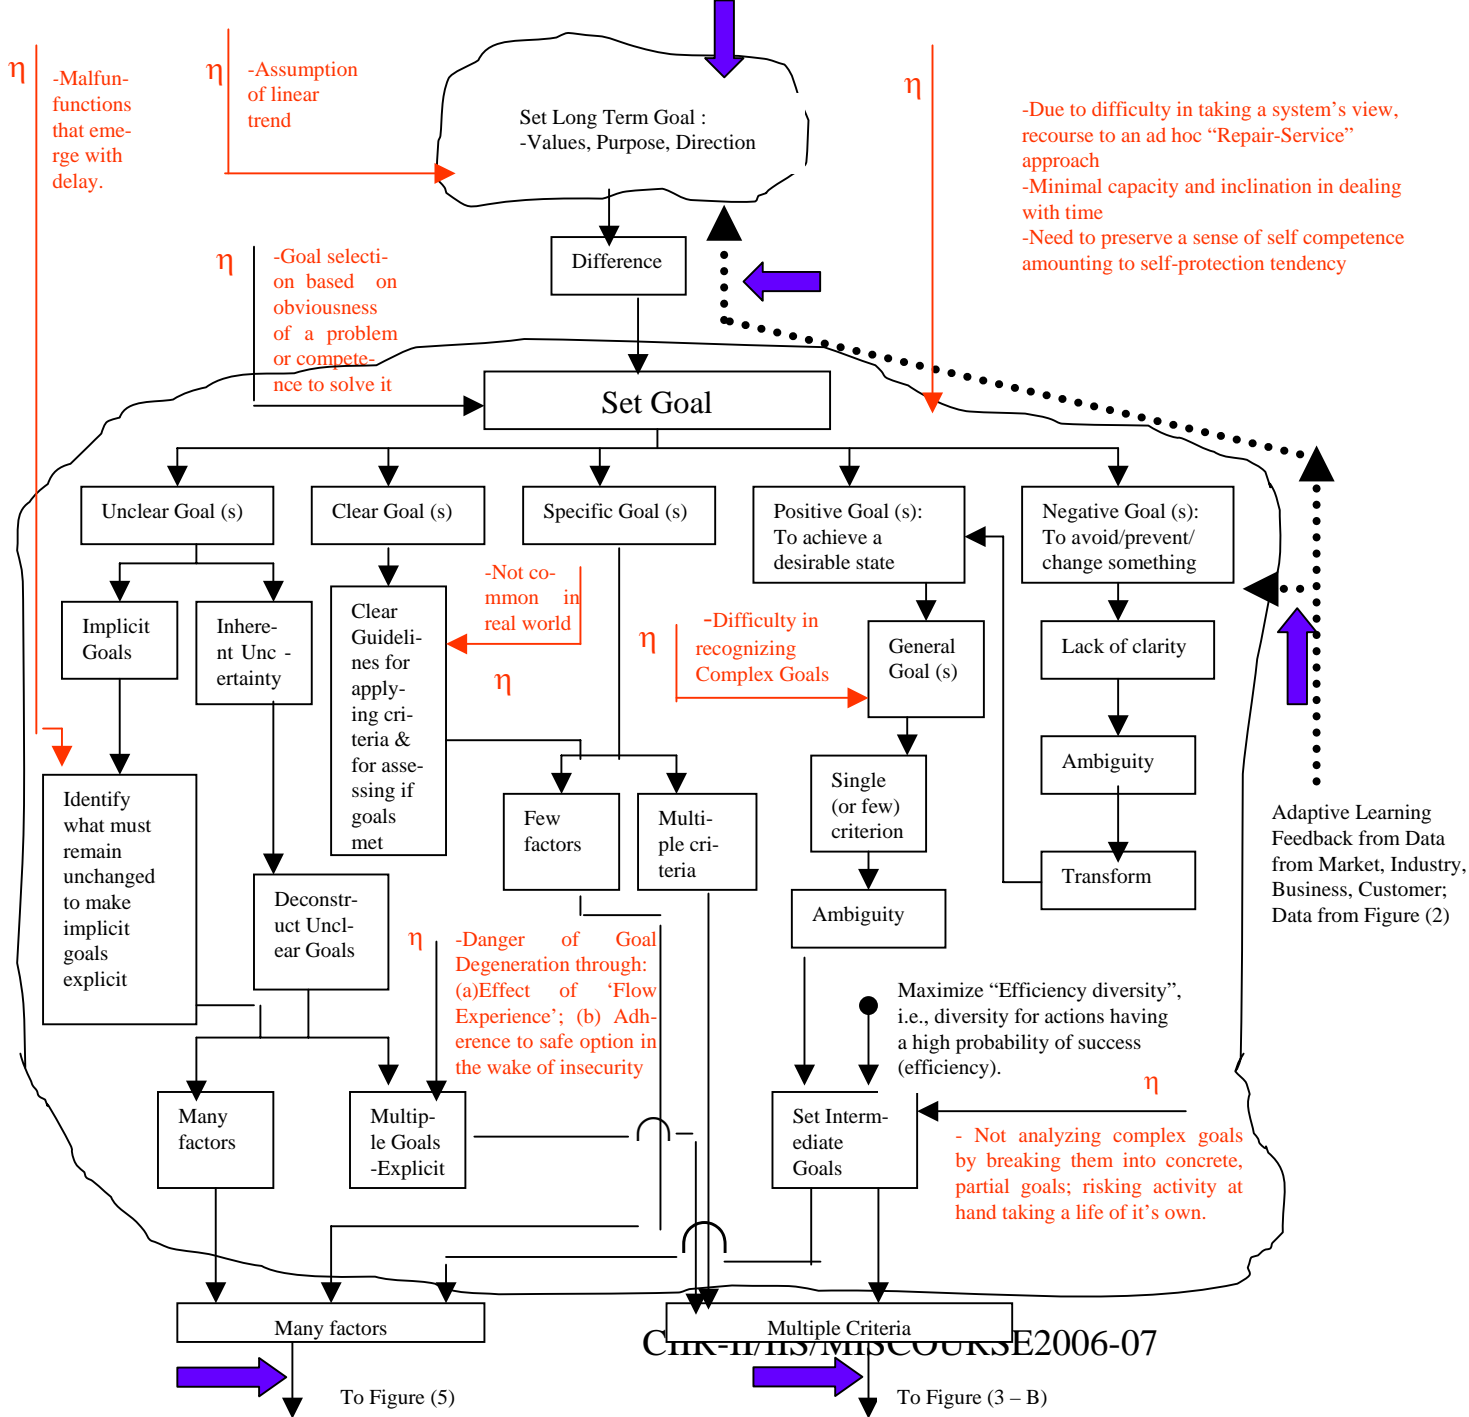 η
-Malfun-
functions
that eme-
rge with
delay.
η
-Assumption
of linear
trend
Set Long Term Goal :
-Values, Purpose, Direction
η
-Due to difficulty in taking a system’s view,
recourse to an ad hoc “Repair-Service”
approach
-Minimal capacity and inclination in dealing
with time
-Need to preserve a sense of self competence
amounting to self-protection tendency
Difference
η
-Goal selecti-
on based on
obviousness
of a problem
or compete-
nce to solve it
Set Goal
Unclear Goal (s)
Clear Goal (s)
Specific Goal (s)
Positive Goal (s):
To achieve a
desirable state
Negative Goal (s):
To avoid/prevent/
change something
Implicit
Goals
Inhere-
nt Unc -
ertainty
Clear
Guideli-
nes for
apply-
ing cri-
teria &
for asse-
ssing if
goals
met
-Not co-
mmon in
real world
η
η
-Difficulty in
recognizing
Complex Goals
General
Goal (s)
Lack of clarity
Ambiguity
Transform
Single
(or few)
criterion
Ambiguity
Identify
what must
remain
unchanged
to make
implicit
goals
explicit
Deconstr-
uct Uncl-
ear Goals
Few
factors
Multi-
ple cri-
teria
Adaptive Learning
Feedback from Data
from Market, Industry,
Business, Customer;
Data from Figure (2)
η
-Danger of Goal
Degeneration through:
(a)Effect of ‘Flow
Experience’; (b) Adh-
erence to safe option in
the wake of insecurity
Maximize “Efficiency diversity”,
i.e., diversity for actions having
a high probability of success
(efficiency).
η
Many
factors
Multip-
le Goals
-Explicit
Set Interm-
ediate
Goals
- Not analyzing complex goals
by breaking them into concrete,
partial goals; risking activity at
hand taking a life of it’s own.
Many factors
Multiple Criteria
COURSE2006-07
To Figure (5)
To Figure (3 – B)